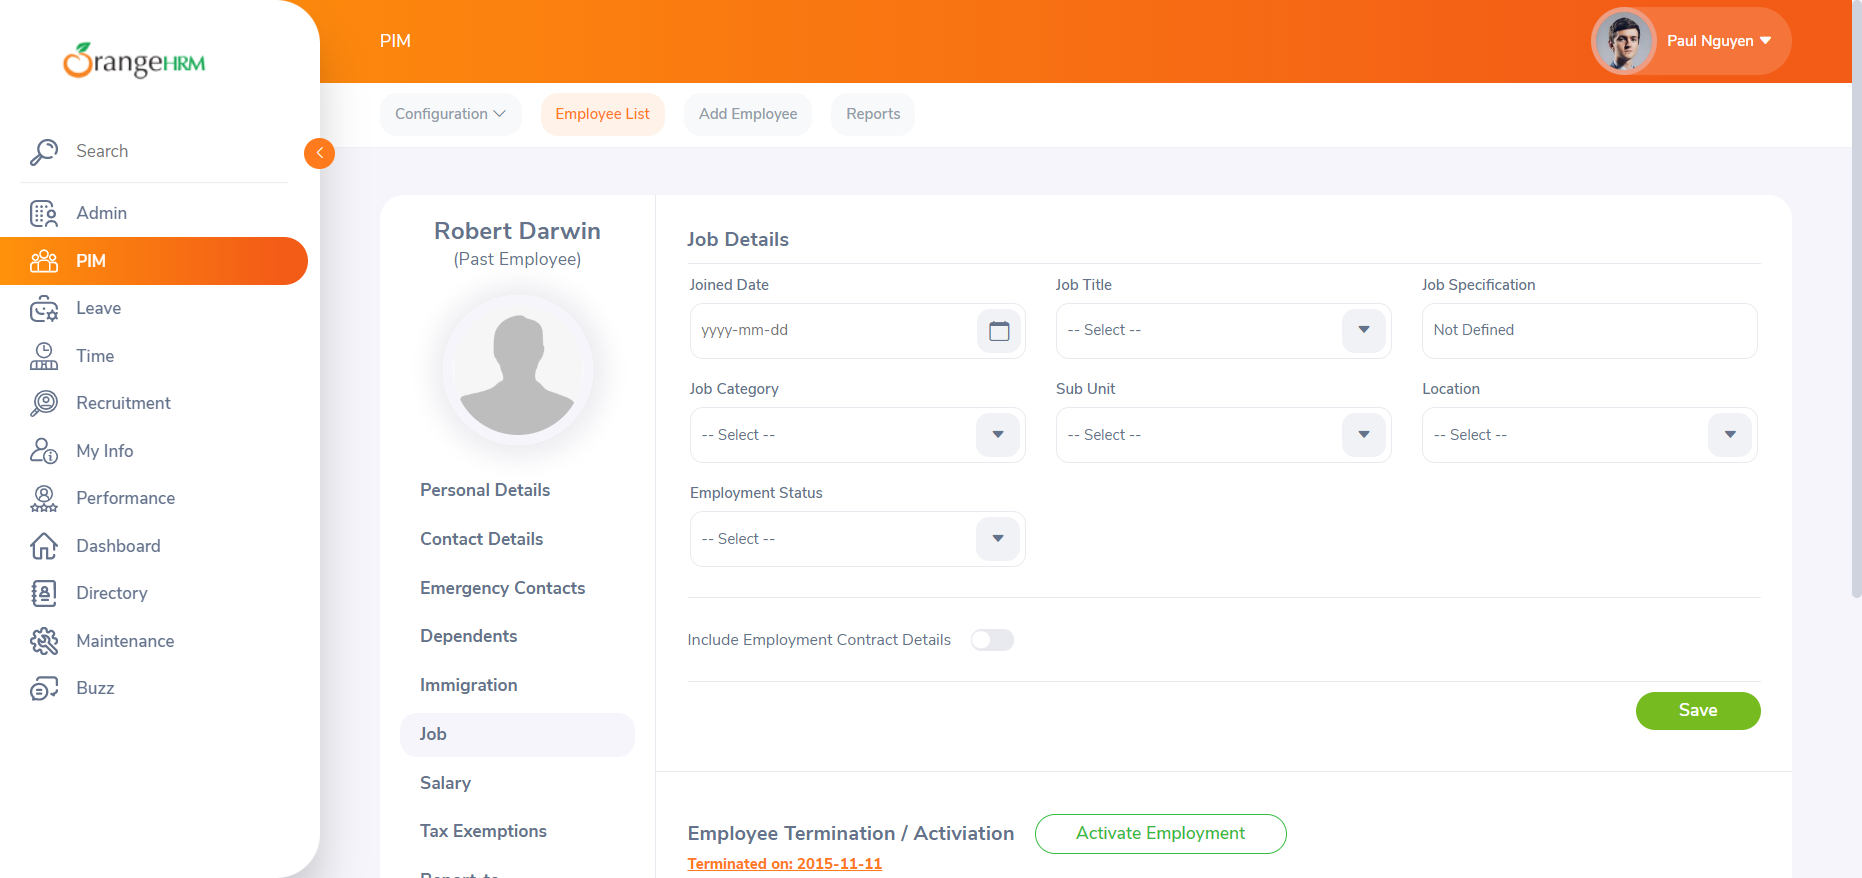 OrangeHRM
Search
Admin
PIM
Leave
Time
Recruitment
My Info
Performance
Dashboard
Directory
Maintenance
Buzz
PIM
Paul Nguyen
Configuration
Employee List
Add Employee
Reports
Robert Darwin
(Past Employee)
Personal Details
Contact Details
Emergency Contacts
Dependents
Immigration
Job
Salary
Tax Exemptions
Report-to
Job Details
Joined Date
Job Title
Job Specification
yyyy-mm-dd
-- Select --
Not Defined
Job Category
Sub Unit
Location
-- Select --
-- Select --
-- Select --
Employment Status
-- Select --
Include Employment Contract Details
Save
Employee Termination / Activiation
Activate Employment
Terminated on: 2015-11-11